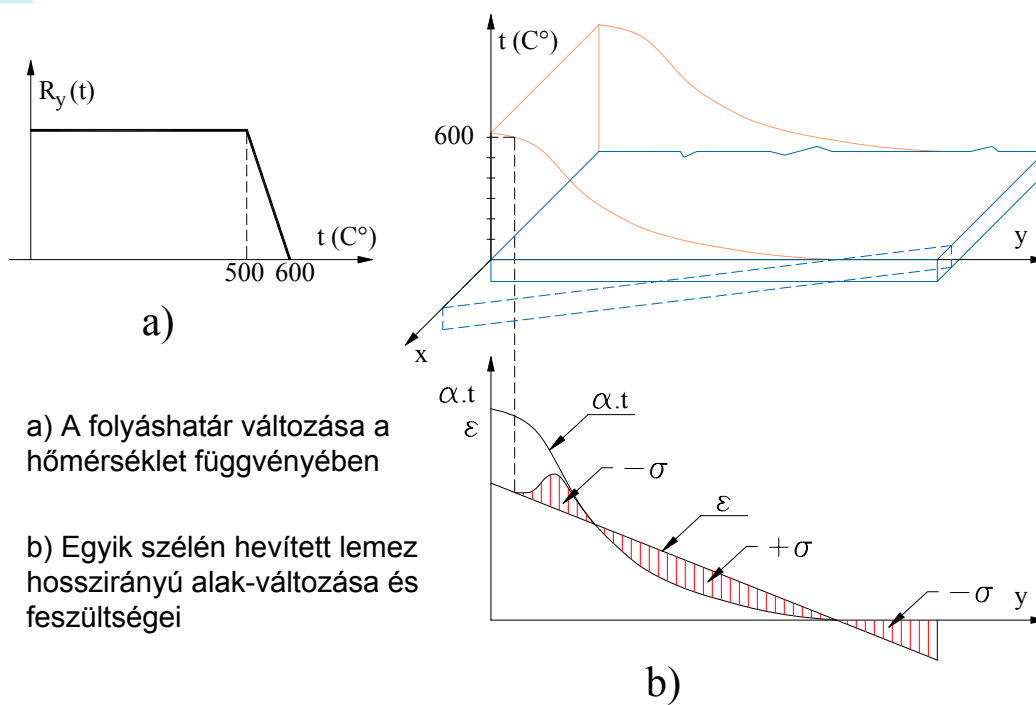 R_y (t)
t (C°)
500 600
a)
t (C°)
600
y
x
a) A folyáshatár változása a
hőmérséklet függvényében
b) Egyik szélén hevített lemez
hosszirányú alak-változása és
feszültségei
α.t
ε
α.t
−σ
ε
+σ
−σ
y
b)